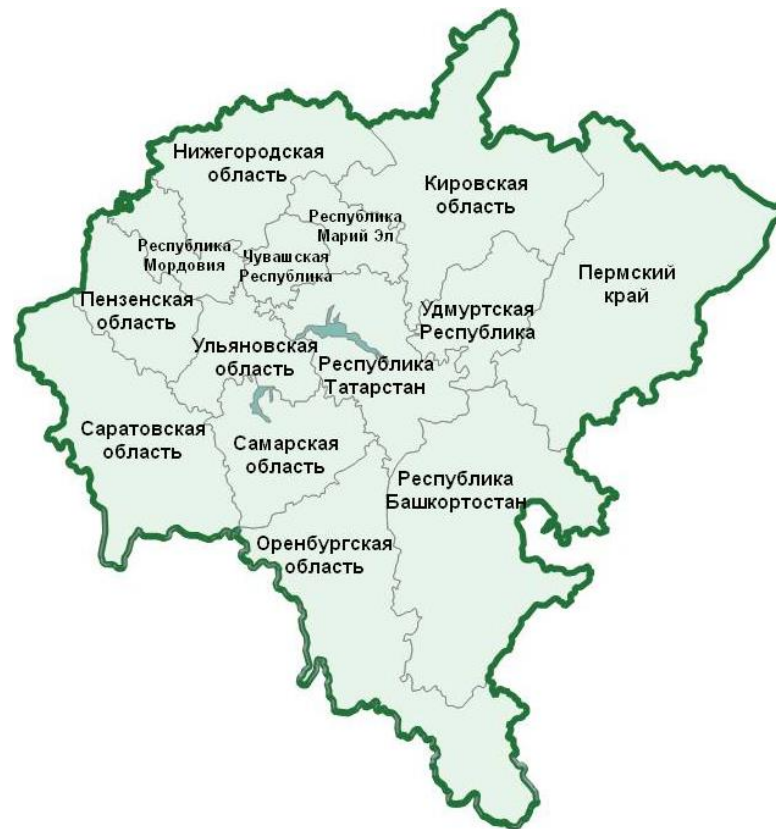 Нижегородская
область
Кировская
область
Республика
Марий Эл
Республика
Мордовия
Чувашская
Республика
Пермский
край
Пензенская
область
Удмуртская
Республика
Ульяновская
область
Республика
Татарстан
Саратовская
область
Самарская
область
Республика
Башкортостан
Оренбургская
область